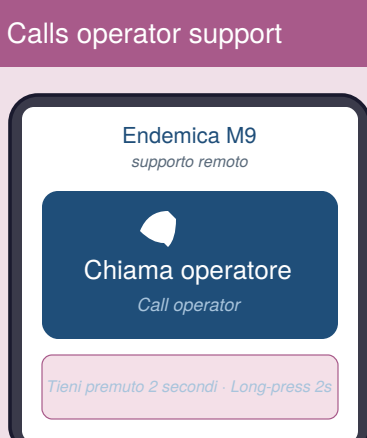 Calls operator support
Endemica M9
supporto remoto
Chiama operatore
Call operator
Tieni premuto 2 secondi · Long-press 2s